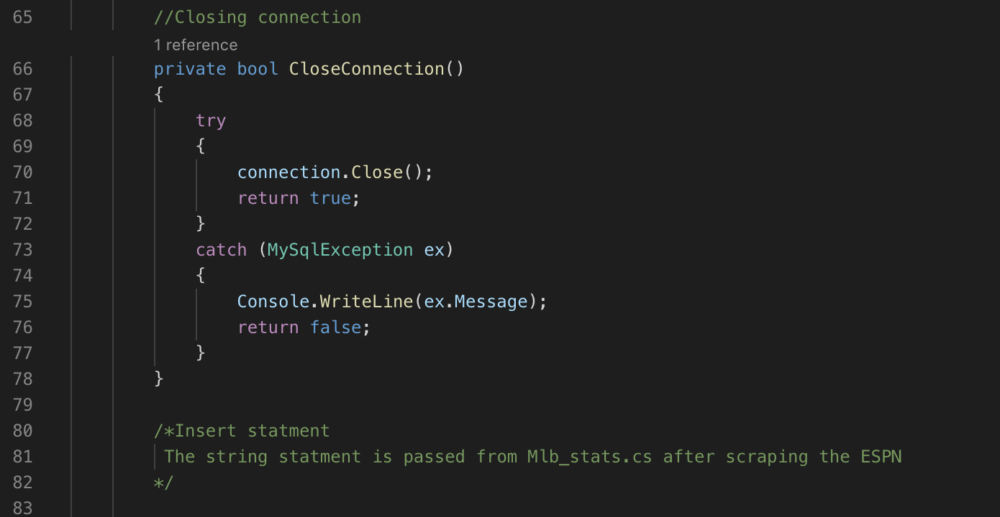 65 //Closing connection
1 reference
66 private bool CloseConnection()
67 {
68 try
69 {
70 connection.Close();
71 return true;
72 }
73 catch (MySqlException ex)
74 {
75 Console.WriteLine(ex.Message);
76 return false;
77 }
78 }
79
80 /*Insert statment
81 The string statment is passed from Mlb_stats.cs after scraping the ESPN
82 */
83